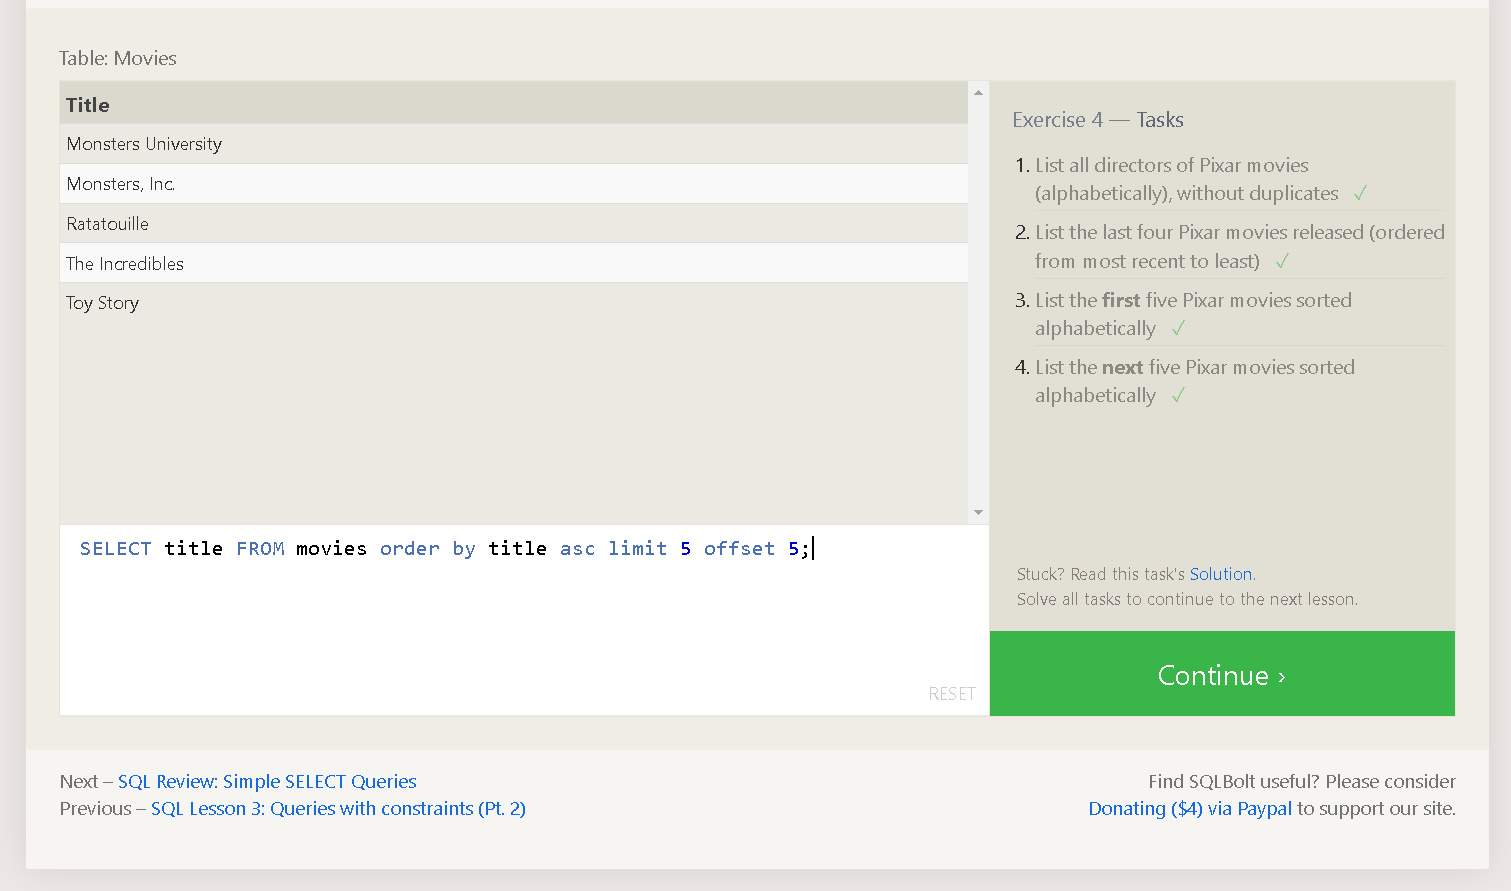 Table: Movies
Title
Monsters University
Monsters, Inc.
Ratatouille
The Incredibles
Toy Story
SELECT title FROM movies order by title asc limit 5 offset 5;
RESET
Exercise 4 — Tasks
1. List all directors of Pixar movies
(alphabetically), without duplicates ✓
2. List the last four Pixar movies released (ordered
from most recent to least) ✓
3. List the first five Pixar movies sorted
alphabetically ✓
4. List the next five Pixar movies sorted
alphabetically ✓
Stuck? Read this task's Solution.
Solve all tasks to continue to the next lesson.
Continue ›
Next – SQL Review: Simple SELECT Queries
Previous – SQL Lesson 3: Queries with constraints (Pt. 2)
Find SQLBolt useful? Please consider
Donating ($4) via Paypal to support our site.